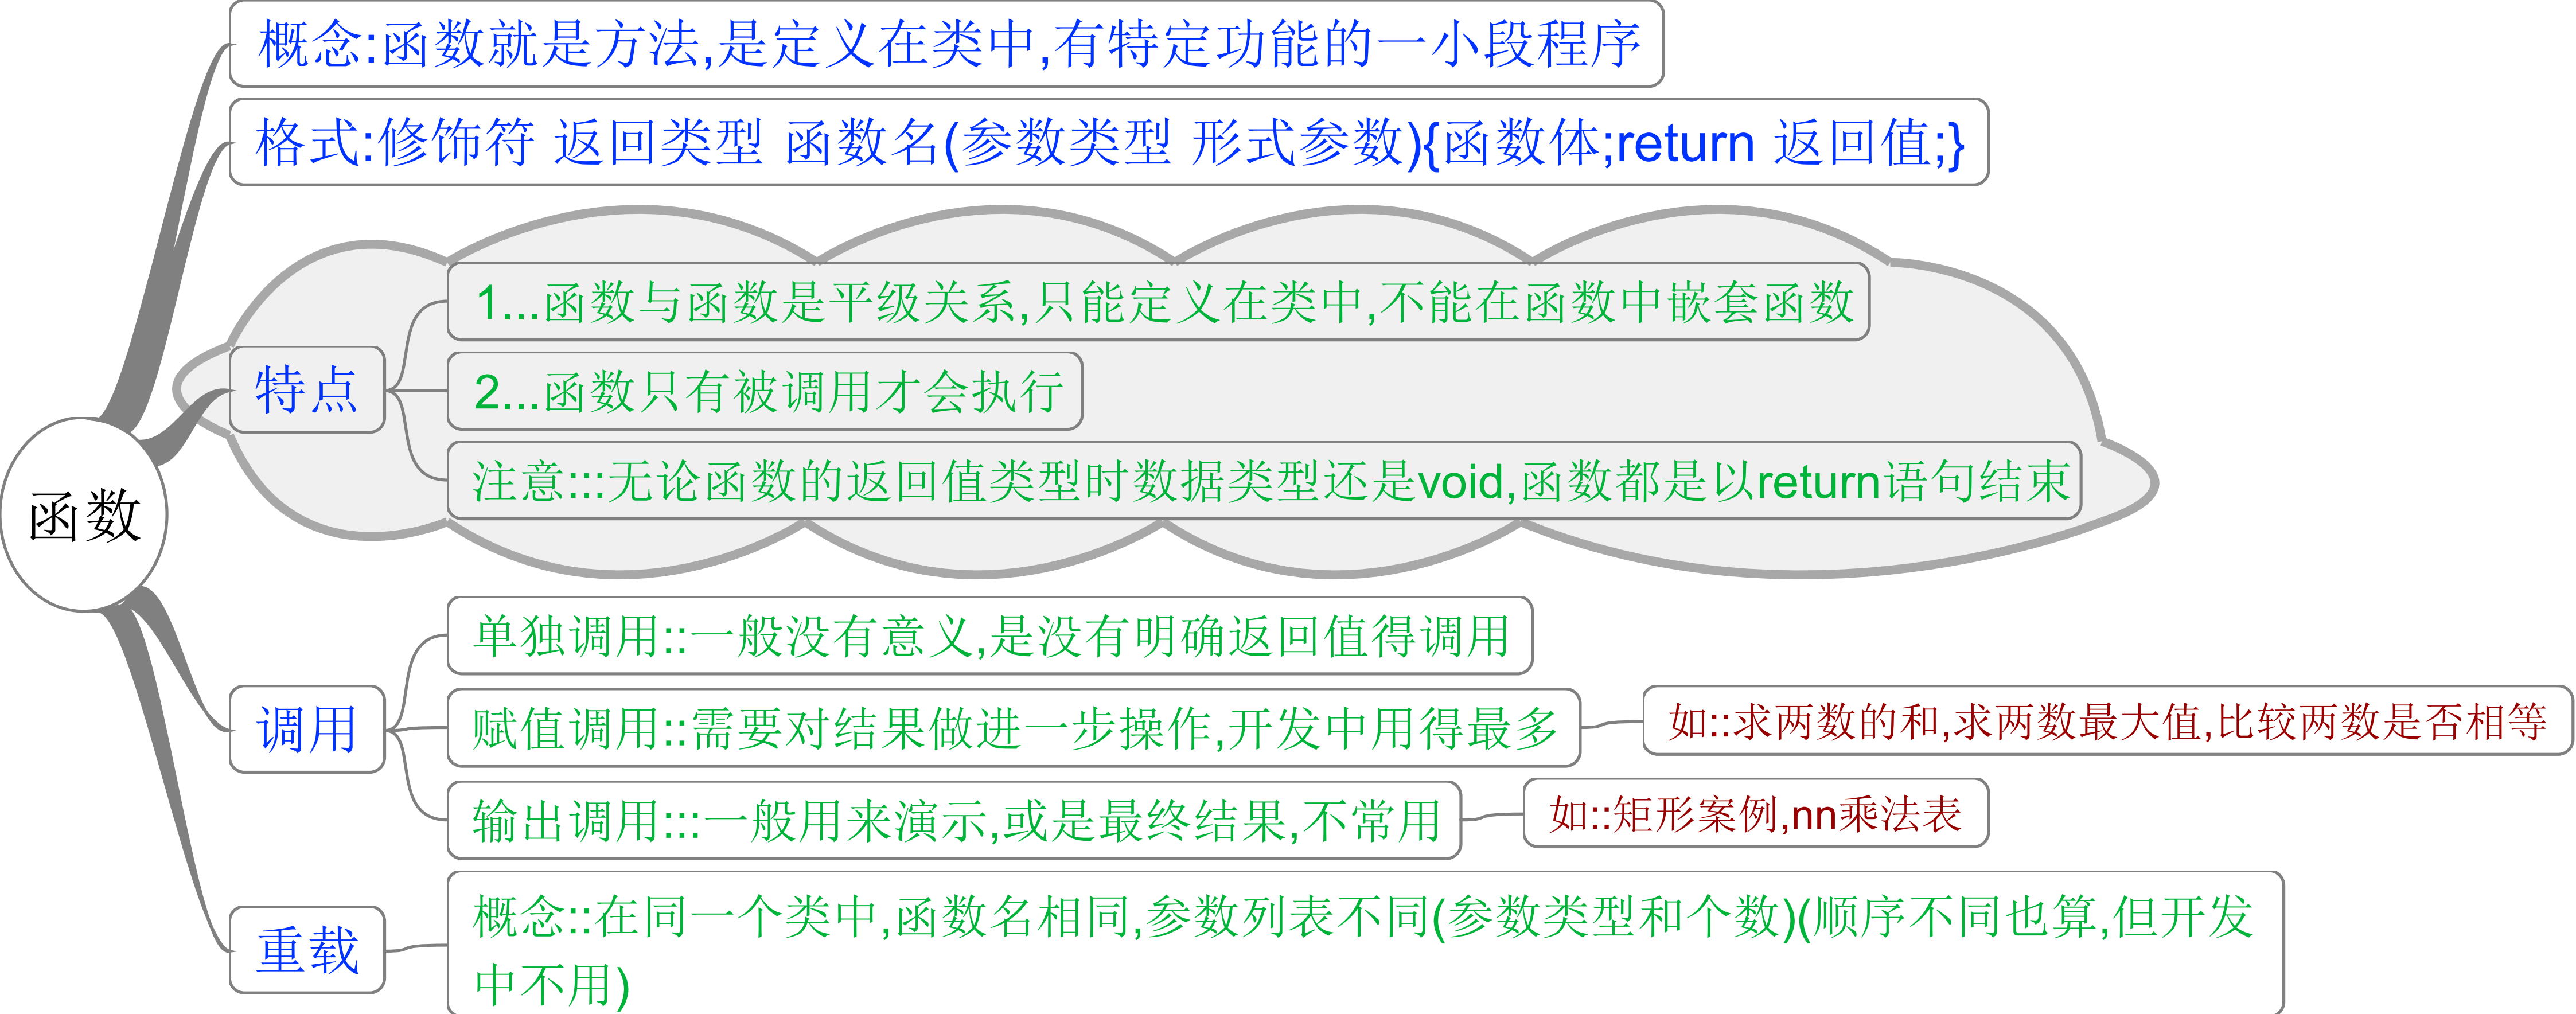 概念:函数就是方法,是定义在类中,有特定功能的一小段程序
格式:修饰符 返回类型 函数名(参数类型 形式参数){函数体;return 返回值;}
函数
特点
1...函数与函数是平级关系,只能定义在类中,不能在函数中嵌套函数
2...函数只有被调用才会执行
注意:::无论函数的返回值类型时数据类型还是void,函数都是以return语句结束
调用
单独调用::一般没有意义,是没有明确返回值得调用
赋值调用::需要对结果做进一步操作,开发中用得最多
如::求两数的和,求两数最大值,比较两数是否相等
输出调用:::一般用来演示,或是最终结果,不常用
如::矩形案例,nn乘法表
重载
概念::在同一个类中,函数名相同,参数列表不同(参数类型和个数)(顺序不同也算,但开发
中不用)